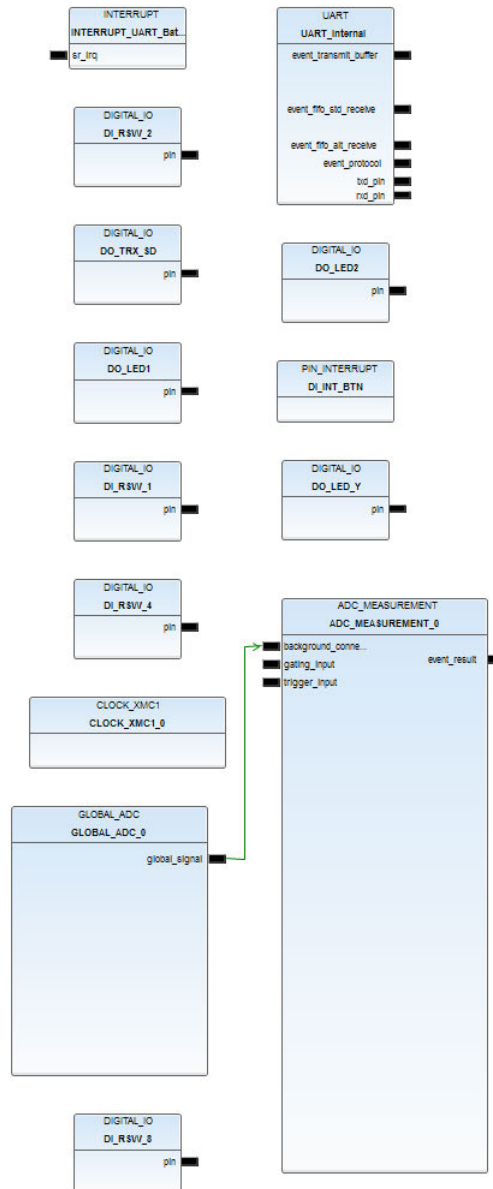 INTERRUPT
INTERRUPT_UART_Bat...
sr_irq
DIGITAL_IO
DI_RSW_2
pin
DIGITAL_IO
DO_TRX_SD
pin
DIGITAL_IO
DO_LED1
pin
DIGITAL_IO
DI_RSW_1
pin
DIGITAL_IO
DI_RSW_4
pin
CLOCK_XMC1
CLOCK_XMC1_0
GLOBAL_ADC
GLOBAL_ADC_0
global_signal
DIGITAL_IO
DI_RSW_8
pin
UART
UART_Internal
event_transmit_buffer
event_fifo_std_receive
event_fifo_alt_receive
event_protocol
txd_pin
rxd_pin
DIGITAL_IO
DO_LED2
pin
PIN_INTERRUPT
DI_INT_BTN
DIGITAL_IO
DO_LED_Y
pin
ADC_MEASUREMENT
ADC_MEASUREMENT_0
background_conne...
event_result
gating_input
trigger_input